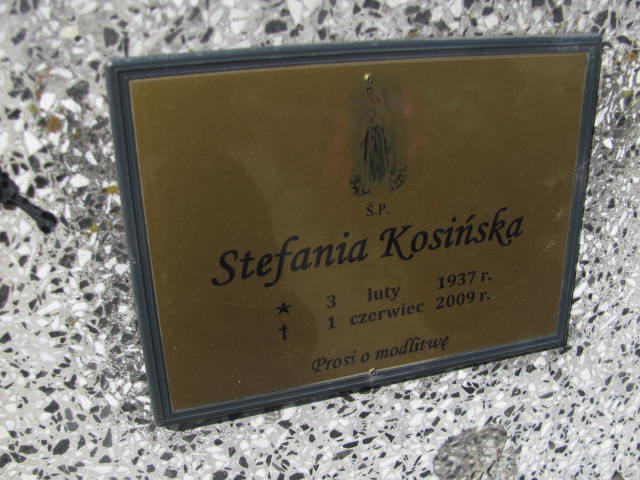 Ś.P.
Stefania Kosińska
★ 3 luty 1937 r.
† 1 czerwiec 2009 r.
Prosi o modlitwę